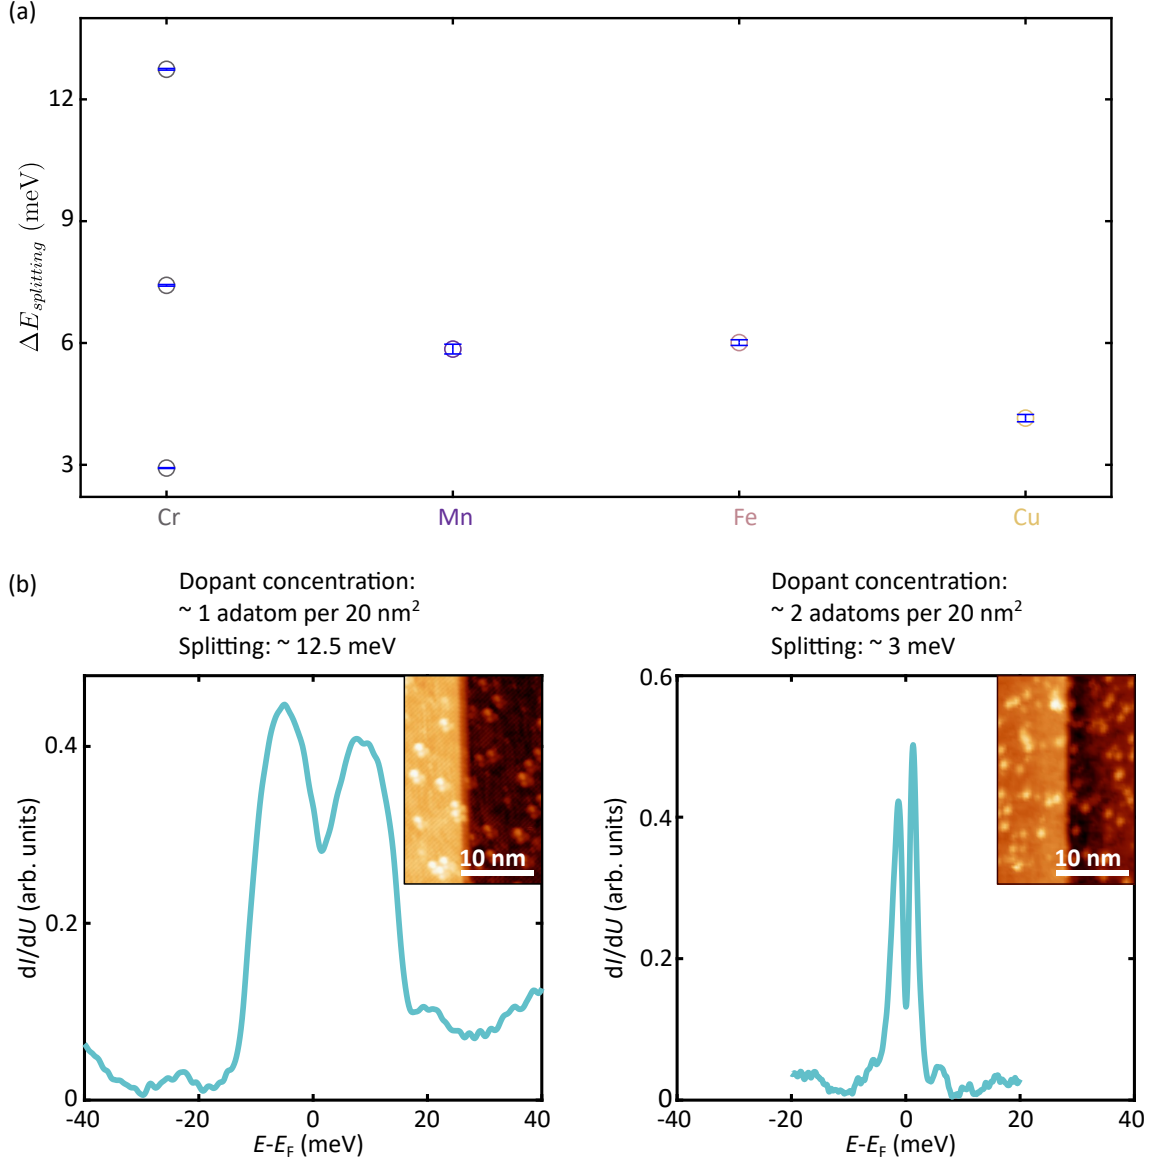 (a)
12
9
6
3
ΔE_splitting (meV)
Cr Mn Fe Cu
(b)
Dopant concentration:
~ 1 adatom per 20 nm²
Splitting: ~ 12.5 meV
0.4
0.2
0
dI/dU (arb. units)
10 nm
-40 -20 0 20 40
E-E_F (meV)
Dopant concentration:
~ 2 adatoms per 20 nm²
Splitting: ~ 3 meV
0.6
0.4
0.2
0
dI/dU (arb. units)
10 nm
-40 -20 0 20 40
E-E_F (meV)